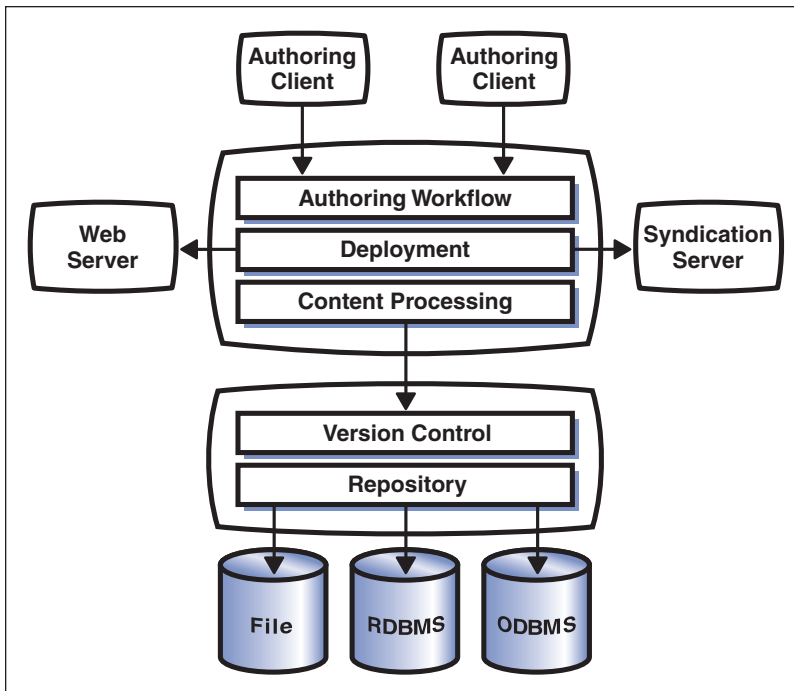 Authoring
Client
Authoring
Client
Authoring Workflow
Web
Server
Deployment
Syndication
Server
Content Processing
Version Control
Repository
File
RDBMS
ODBMS